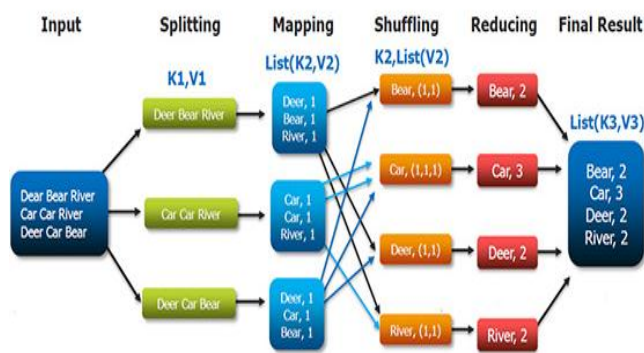 Input
Splitting
Mapping
Shuffling
Reducing
Final Result
K1,V1
List(K2,V2)
K2,List(V2)
List(K3,V3)
Dear Bear River
Car Car River
Deer Car Bear
Deer Bear River
Car Car River
Deer Car Bear
Deer, 1
Bear, 1
River, 1
Car, 1
Car, 1
River, 1
Deer, 1
Car, 1
Bear, 1
Bear, (1,1)
Car, (1,1,1)
Deer, (1,1)
River, (1,1)
Bear, 2
Car, 3
Deer, 2
River, 2
Bear, 2
Car, 3
Deer, 2
River, 2